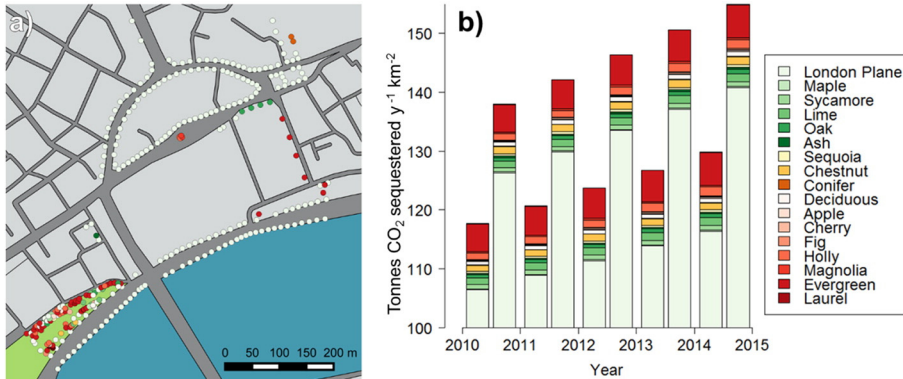 a)
0 50 100 150 200 m
b)
Tonnes CO2 sequestered y-1 km-2
150
140
130
120
110
100
2010 2011 2012 2013 2014 2015
Year
London Plane
Maple
Sycamore
Lime
Oak
Ash
Sequoia
Chestnut
Conifer
Deciduous
Apple
Cherry
Fig
Holly
Magnolia
Evergreen
Laurel